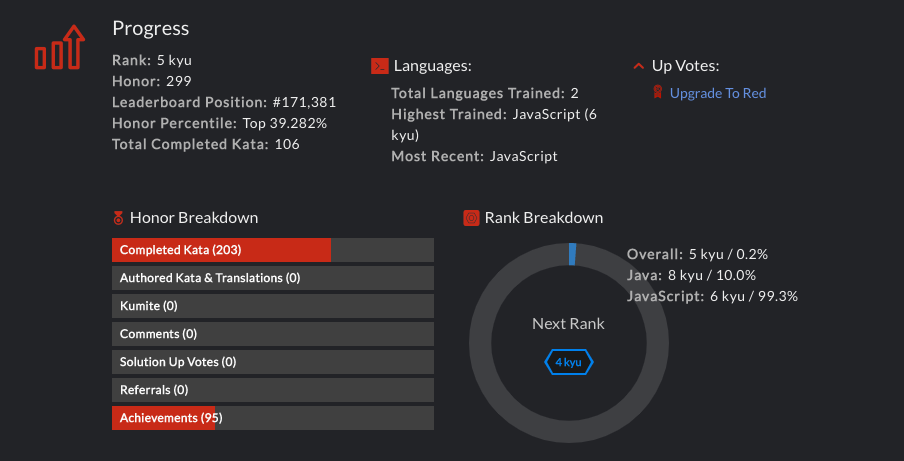 Progress
Rank: 5 kyu
Honor: 299
Leaderboard Position: #171,381
Honor Percentile: Top 39.282%
Total Completed Kata: 106
Languages:
Total Languages Trained: 2
Highest Trained: JavaScript (6
kyu)
Most Recent: JavaScript
Up Votes:
Upgrade To Red
Honor Breakdown
Completed Kata (203)
Authored Kata & Translations (0)
Kumite (0)
Comments (0)
Solution Up Votes (0)
Referrals (0)
Achievements (95)
Rank Breakdown
Next Rank
4 kyu
Overall: 5 kyu / 0.2%
Java: 8 kyu / 10.0%
JavaScript: 6 kyu / 99.3%